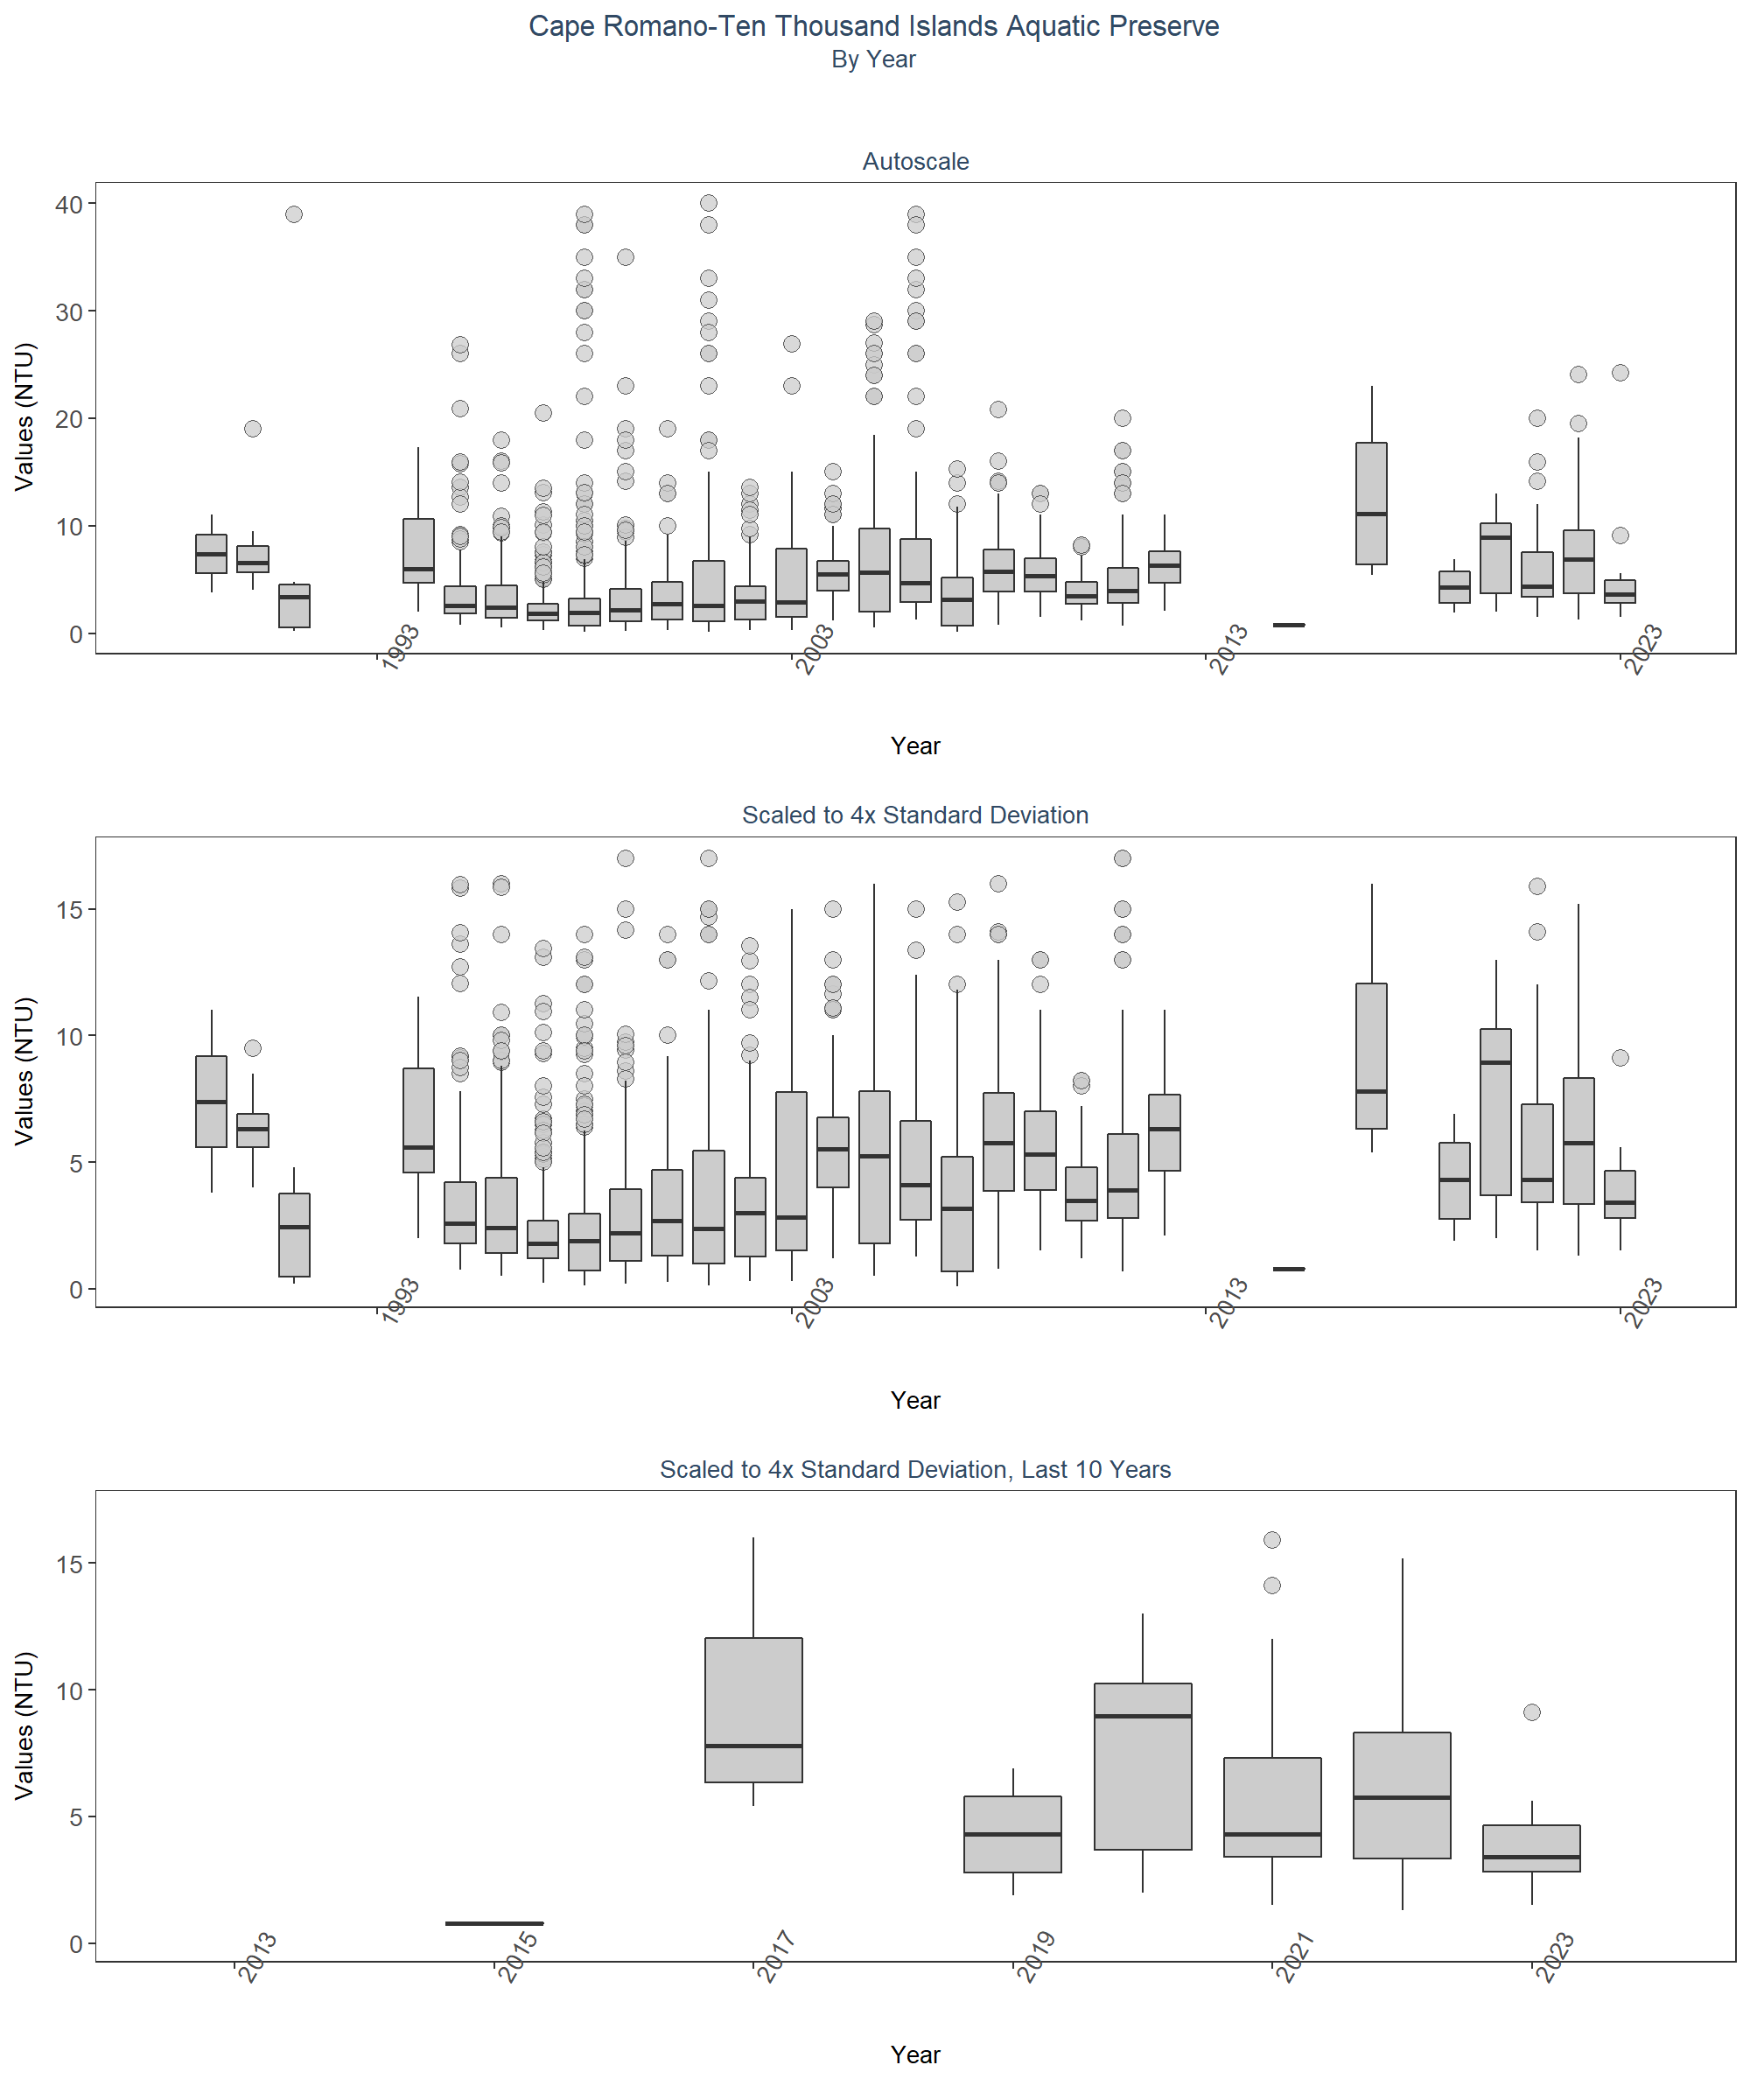 Cape Romano-Ten Thousand Islands Aquatic Preserve
By Year
Autoscale
Values (NTU)
40
30
20
10
0
1993
2003
2013
2023
Year
Scaled to 4x Standard Deviation
Values (NTU)
15
10
5
0
1993
2003
2013
2023
Year
Scaled to 4x Standard Deviation, Last 10 Years
Values (NTU)
15
10
5
0
2013
2015
2017
2019
2021
2023
Year